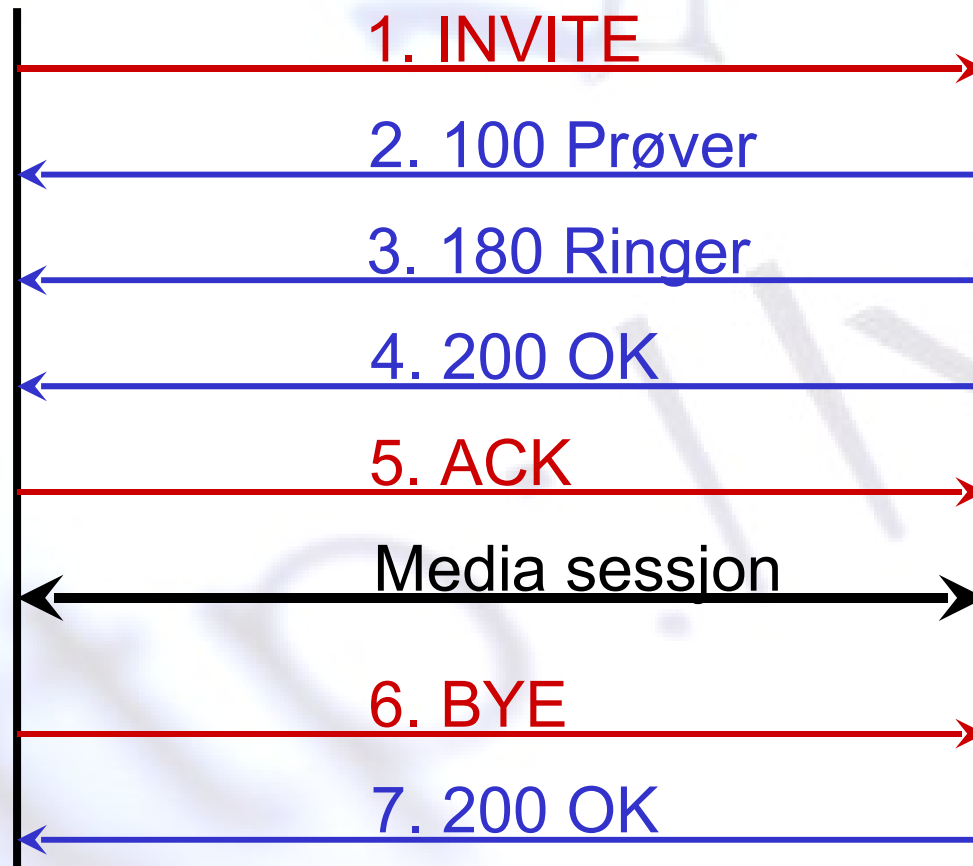 1. INVITE
2. 100 Prøver
3. 180 Ringer
4. 200 OK
5. ACK
Media sessjon
6. BYE
7. 200 OK